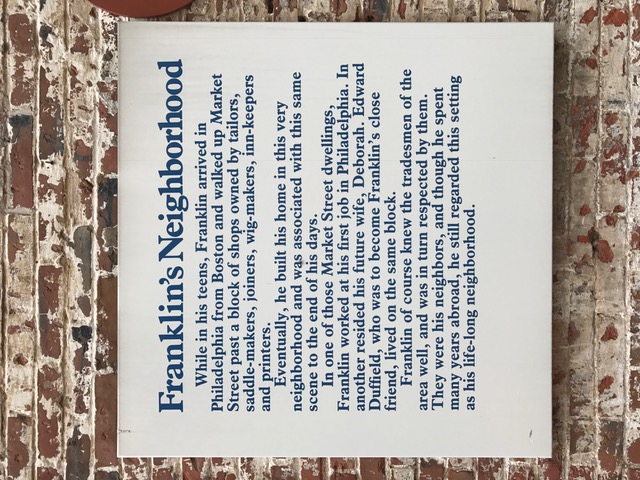 Franklin's Neighborhood
While in his teens, Franklin arrived in
Philadelphia from Boston and walked up Market
Street past a block of shops owned by tailors,
saddle-makers, joiners, wig-makers, inn-keepers
and printers.
Eventually, he built his home in this very
neighborhood and was associated with this same
scene to the end of his days.
In one of those Market Street dwellings,
Franklin worked at his first job in Philadelphia. In
another resided his future wife, Deborah. Edward
Duffield, who was to become Franklin's close
friend, lived on the same block.
Franklin of course knew the tradesmen of the
area well, and was in turn respected by them.
They were his neighbors, and though he spent
many years abroad, he still regarded this setting
as his life-long neighborhood.